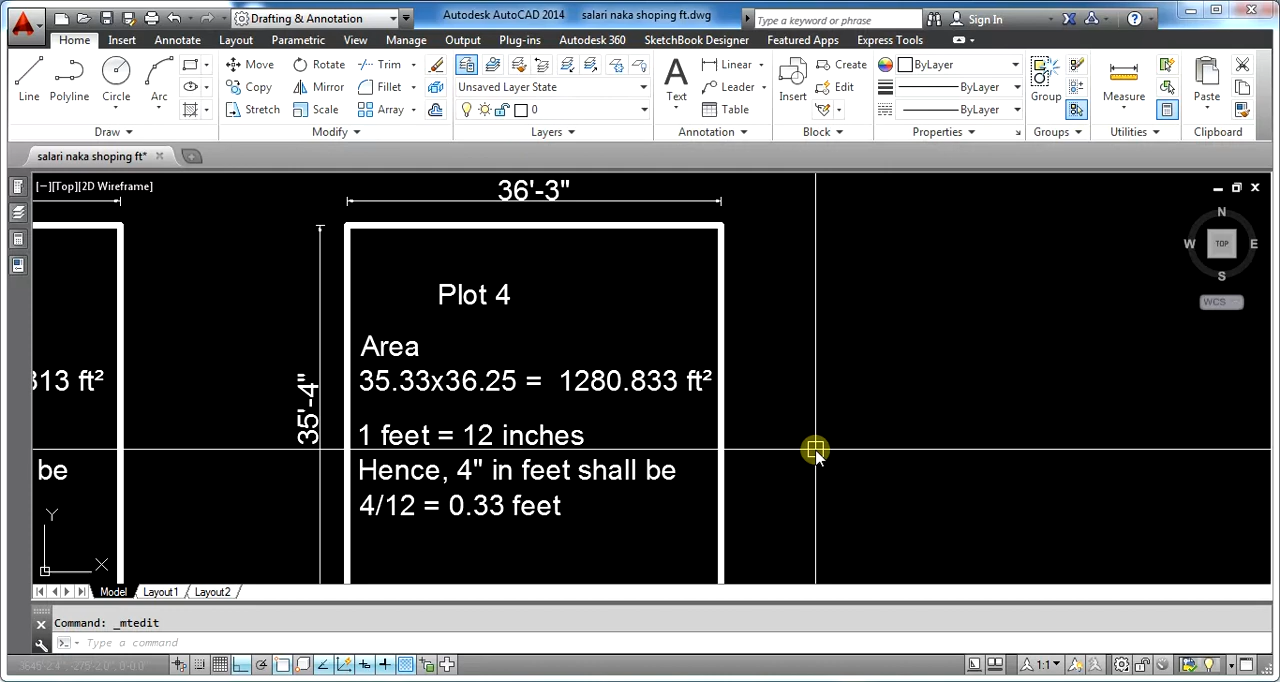 Drafting & Annotation
Autodesk AutoCAD 2014 salari naka shoping ft.dwg
Type a keyword or phrase
Sign In
Home Insert Annotate Layout Parametric View Manage Output Plug-ins Autodesk 360 SketchBook Designer Featured Apps Express Tools
Line Polyline Circle Arc
Draw
Move Rotate Trim
Copy Mirror Fillet
Stretch Scale Array
Modify
Unsaved Layer State
0
Layers
Text
Linear
Leader
Table
Annotation
Insert
Create
Edit
Block
ByLayer
ByLayer
ByLayer
Properties
Group
Groups
Measure
Utilities
Paste
Clipboard
salari naka shoping ft*
[−][Top][2D Wireframe]
36'-3"
N
W TOP E
S
WCS
Plot 4
Area
35.33x36.25 = 1280.833 ft²
313 ft²
35'-4"
1 feet = 12 inches
Hence, 4" in feet shall be
be
4/12 = 0.33 feet
Y
X
Model Layout1 Layout2
Command: _mtedit
Type a command
1:1